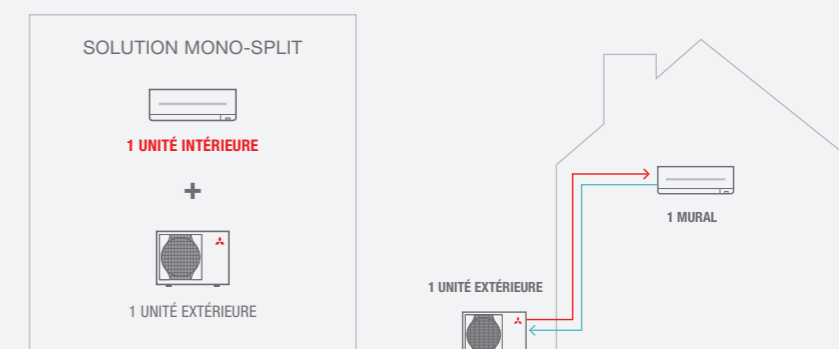 SOLUTION MONO-SPLIT
1 UNITÉ INTÉRIEURE
+
1 UNITÉ EXTÉRIEURE
1 MURAL
1 UNITÉ EXTÉRIEURE